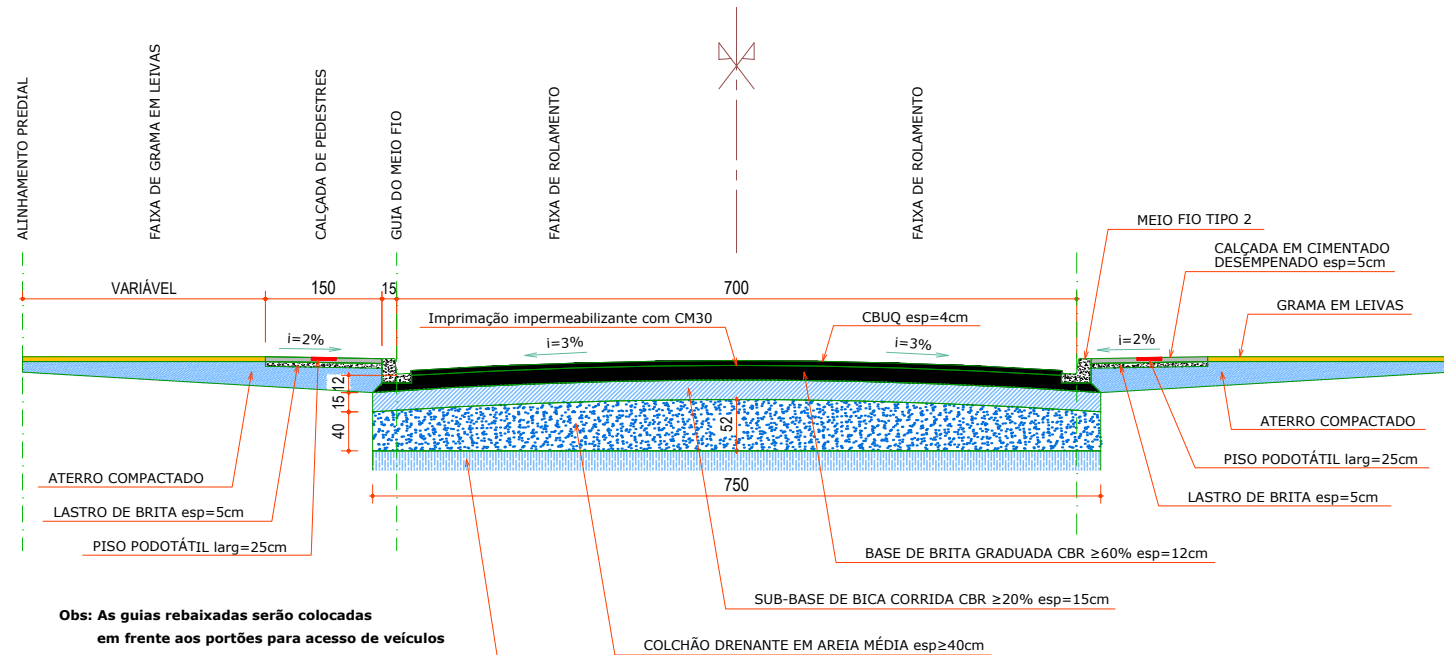 ALINHAMENTO PREDIAL
FAIXA DE GRAMA EM LEIVAS
CALÇADA DE PEDESTRES
GUIA DO MEIO FIO
FAIXA DE ROLAMENTO
FAIXA DE ROLAMENTO
MEIO FIO TIPO 2
CALÇADA EM CIMENTADO
DESEMPENADO esp=5cm
VARIÁVEL
150
15
700
GRAMA EM LEIVAS
Imprimação impermeabilizante com CM30
CBUQ esp=4cm
i=2%
i=3%
i=3%
i=2%
12
15
40
52
ATERRO COMPACTADO
ATERRO COMPACTADO
PISO PODOTÁTIL larg=25cm
LASTRO DE BRITA esp=5cm
750
LASTRO DE BRITA esp=5cm
PISO PODOTÁTIL larg=25cm
BASE DE BRITA GRADUADA CBR ≥60% esp=12cm
SUB-BASE DE BICA CORRIDA CBR ≥20% esp=15cm
COLCHÃO DRENANTE EM AREIA MÉDIA esp≥40cm
Obs: As guias rebaixadas serão colocadas
em frente aos portões para acesso de veículos